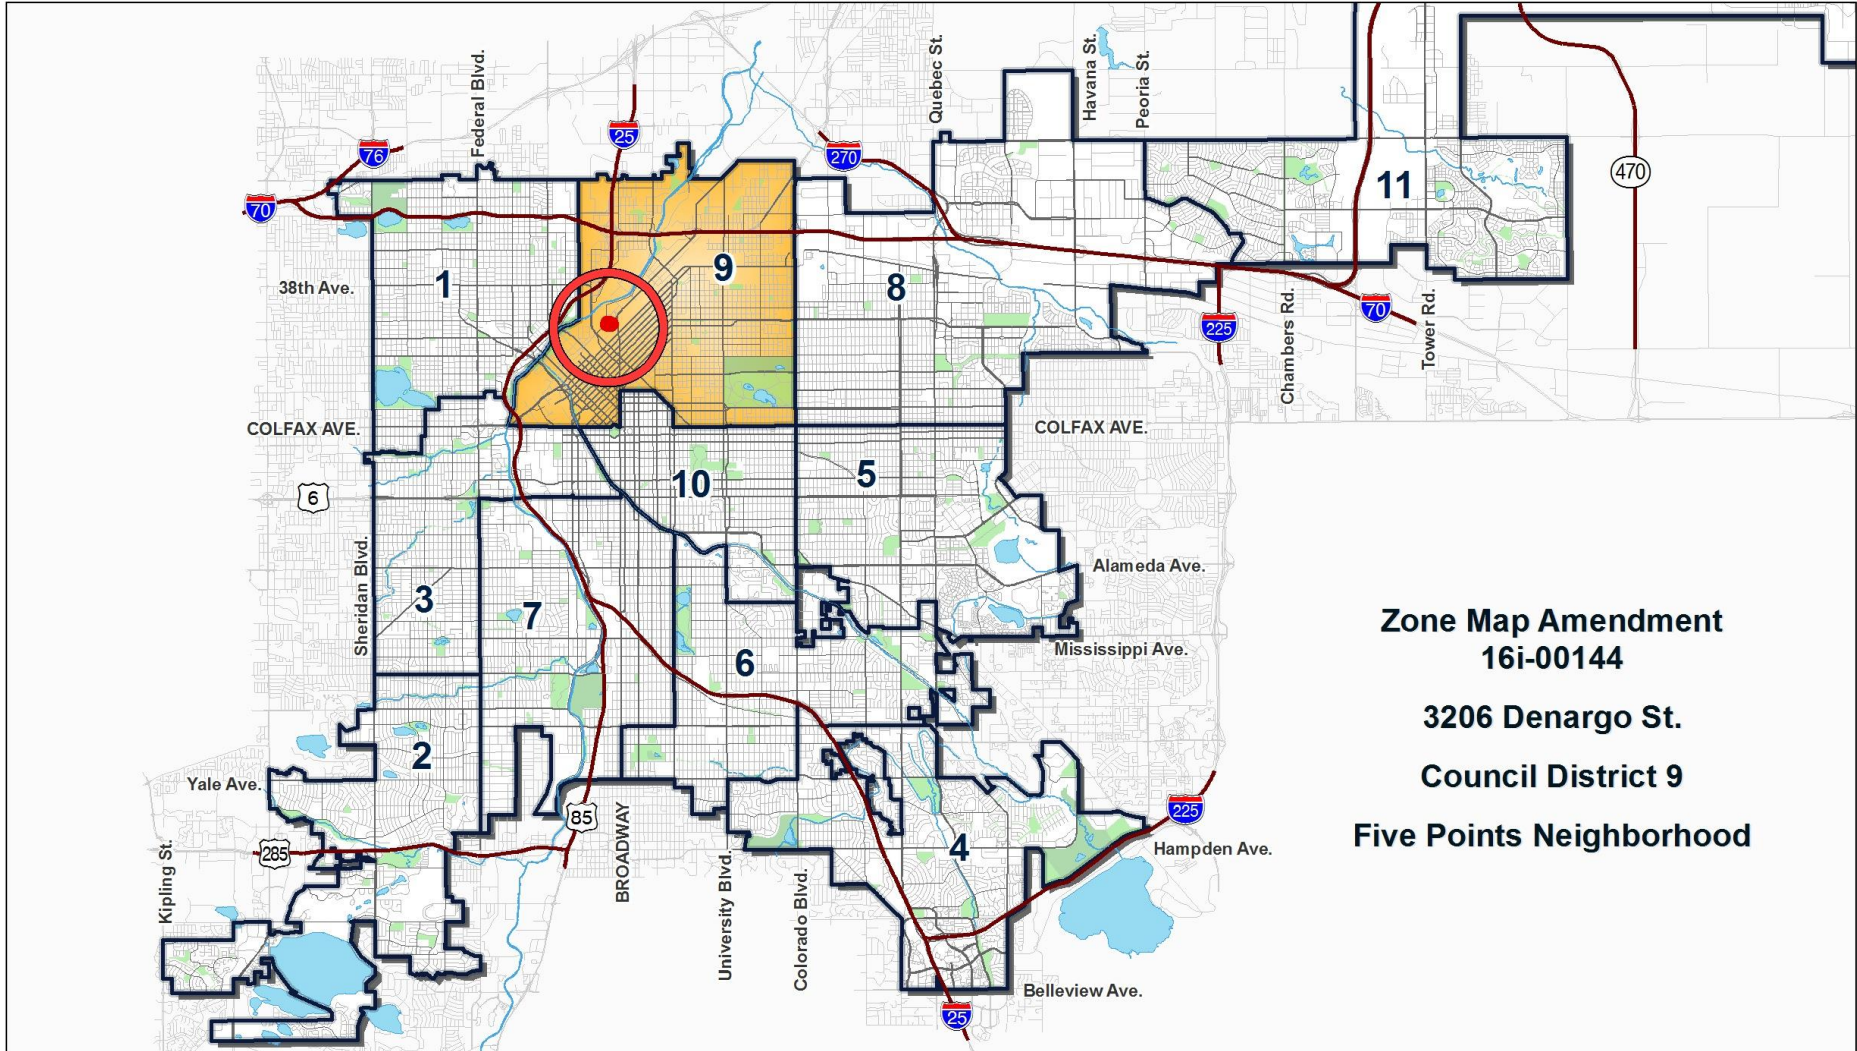 Federal Blvd.
Quebec St.
Havana St.
Peoria St.
25
76
270
470
70
11
9
1
8
38th Ave.
70
225
Chambers Rd.
Tower Rd.
COLFAX AVE.
COLFAX AVE.
10
5
6
Sheridan Blvd.
Alameda Ave.
3
7
Mississippi Ave.
6
Zone Map Amendment
16i-00144
3206 Denargo St.
Council District 9
Five Points Neighborhood
2
Yale Ave.
85
BROADWAY
225
285
4
Hampden Ave.
Kipling St.
University Blvd.
Colorado Blvd.
Belleview Ave.
25